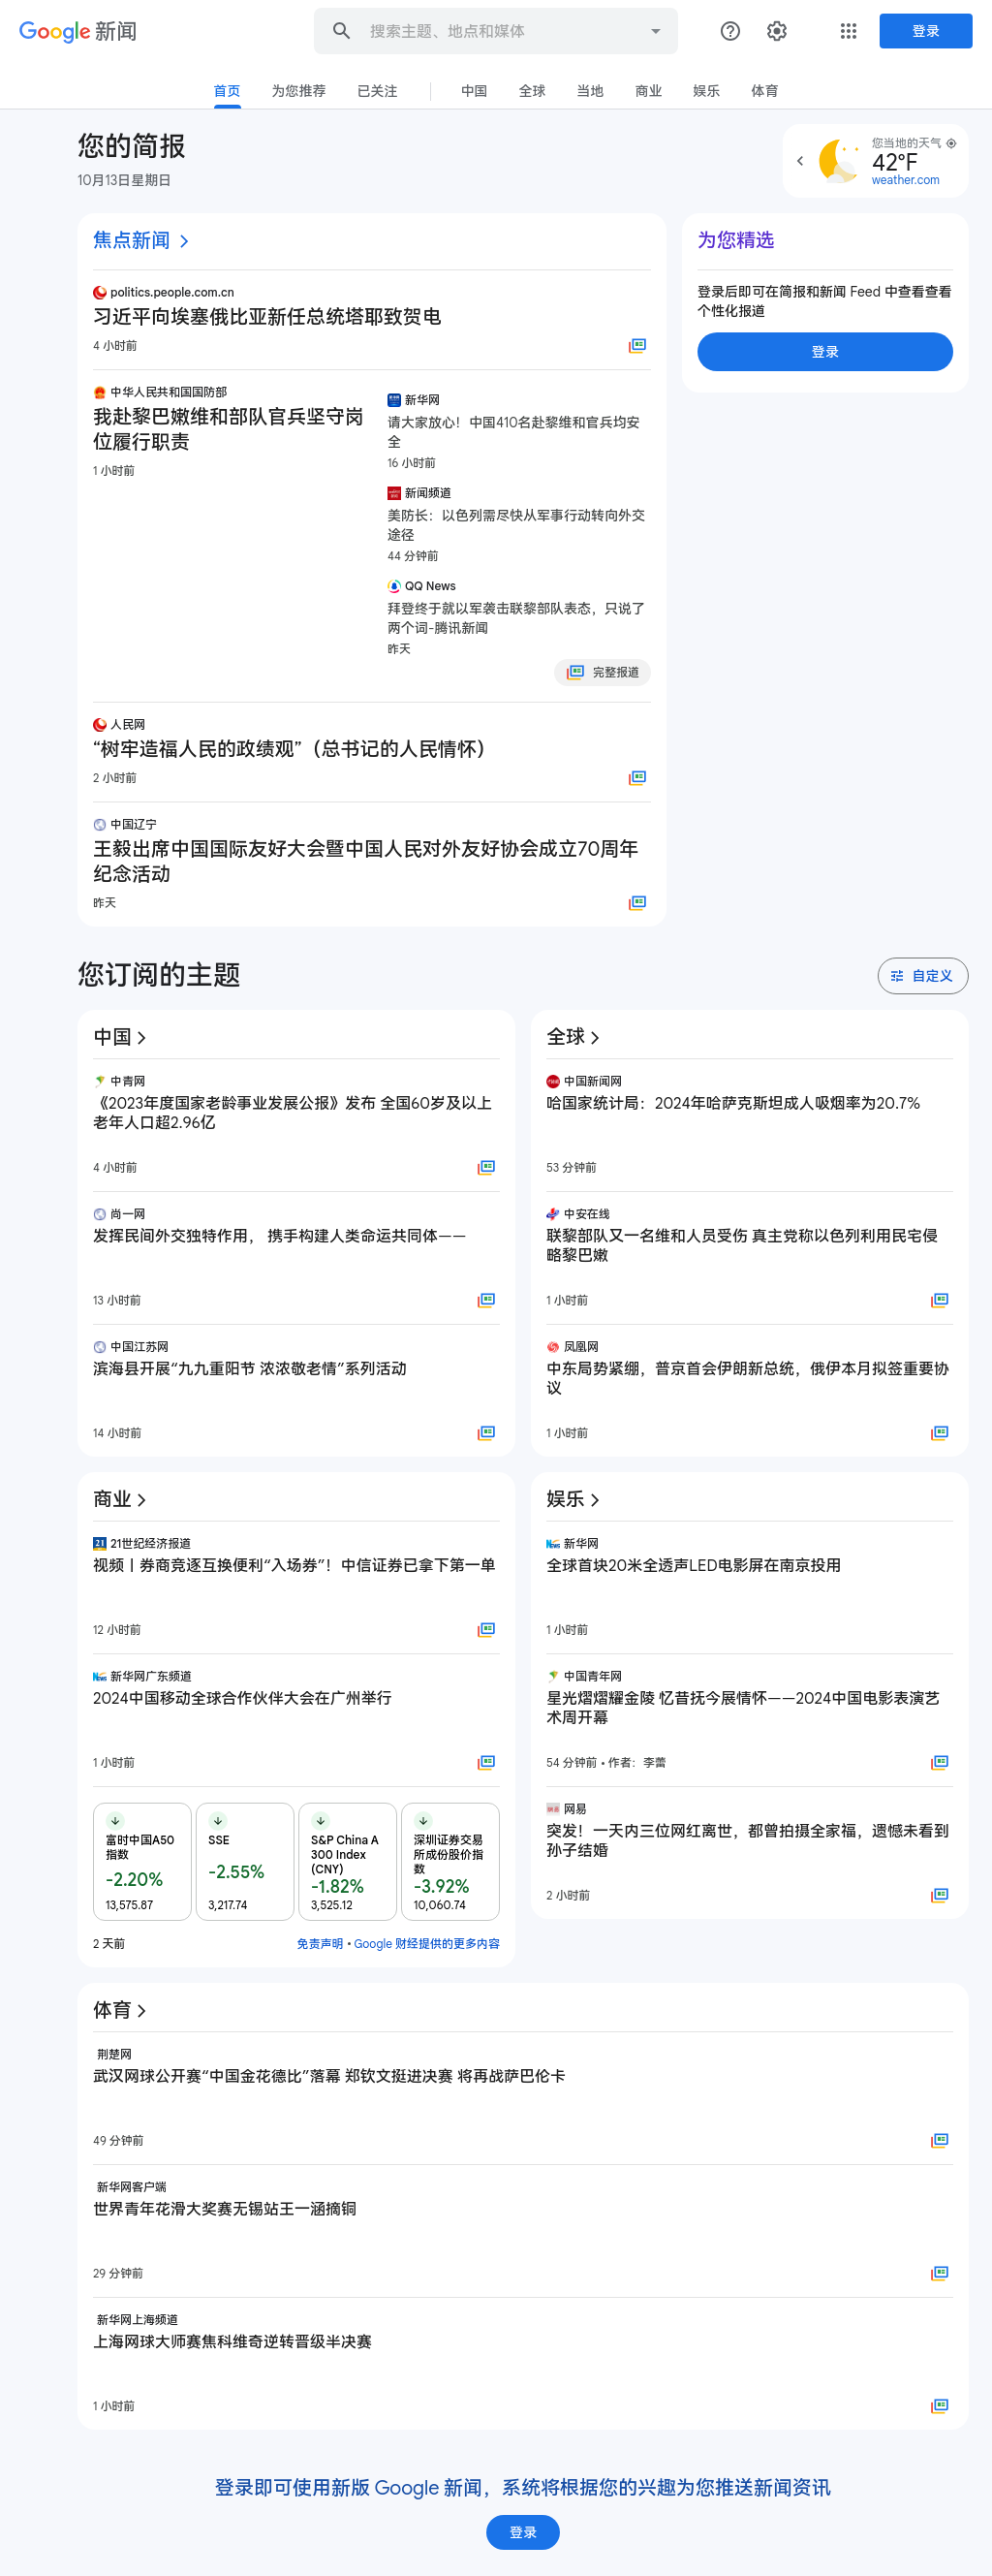 Google 新闻
搜索主题、地点和媒体
登录
首页
为您推荐
已关注
中国
全球
当地
商业
娱乐
体育
您的简报
10月13日星期日
您当地的天气
42°F
weather.com
焦点新闻
politics.people.com.cn
习近平向埃塞俄比亚新任总统塔耶致贺电
4 小时前
中华人民共和国国防部
我赴黎巴嫩维和部队官兵坚守岗
位履行职责
1 小时前
新华网
请大家放心！中国410名赴黎维和官兵均安
全
16 小时前
新闻频道
美防长：以色列需尽快从军事行动转向外交
途径
44 分钟前
QQ News
拜登终于就以军袭击联黎部队表态，只说了
两个词-腾讯新闻
昨天
完整报道
人民网
“树牢造福人民的政绩观”（总书记的人民情怀）
2 小时前
中国辽宁
王毅出席中国国际友好大会暨中国人民对外友好协会成立70周年
纪念活动
昨天
为您精选
登录后即可在简报和新闻 Feed 中查看查看
个性化报道
登录
您订阅的主题
自定义
中国
中青网
《2023年度国家老龄事业发展公报》发布 全国60岁及以上
老年人口超2.96亿
4 小时前
尚一网
发挥民间外交独特作用， 携手构建人类命运共同体——
13 小时前
中国江苏网
滨海县开展“九九重阳节 浓浓敬老情”系列活动
14 小时前
全球
中国新闻网
哈国家统计局：2024年哈萨克斯坦成人吸烟率为20.7%
53 分钟前
中安在线
联黎部队又一名维和人员受伤 真主党称以色列利用民宅侵
略黎巴嫩
1 小时前
凤凰网
中东局势紧绷，普京首会伊朗新总统，俄伊本月拟签重要协
议
1 小时前
商业
21世纪经济报道
视频丨券商竞逐互换便利“入场券”！中信证券已拿下第一单
12 小时前
新华网广东频道
2024中国移动全球合作伙伴大会在广州举行
1 小时前
富时中国A50
指数
-2.20%
13,575.87
SSE
-2.55%
3,217.74
S&P China A
300 Index
(CNY)
-1.82%
3,525.12
深圳证券交易
所成份股价指
数
-3.92%
10,060.74
2 天前
免责声明 • Google 财经提供的更多内容
娱乐
新华网
全球首块20米全透声LED电影屏在南京投用
1 小时前
中国青年网
星光熠熠耀金陵 忆昔抚今展情怀——2024中国电影表演艺
术周开幕
54 分钟前 • 作者：李蕾
网易
突发！一天内三位网红离世，都曾拍摄全家福，遗憾未看到
孙子结婚
2 小时前
体育
荆楚网
武汉网球公开赛“中国金花德比”落幕 郑钦文挺进决赛 将再战萨巴伦卡
49 分钟前
新华网客户端
世界青年花滑大奖赛无锡站王一涵摘铜
29 分钟前
新华网上海频道
上海网球大师赛焦科维奇逆转晋级半决赛
1 小时前
登录即可使用新版 Google 新闻，系统将根据您的兴趣为您推送新闻资讯
登录